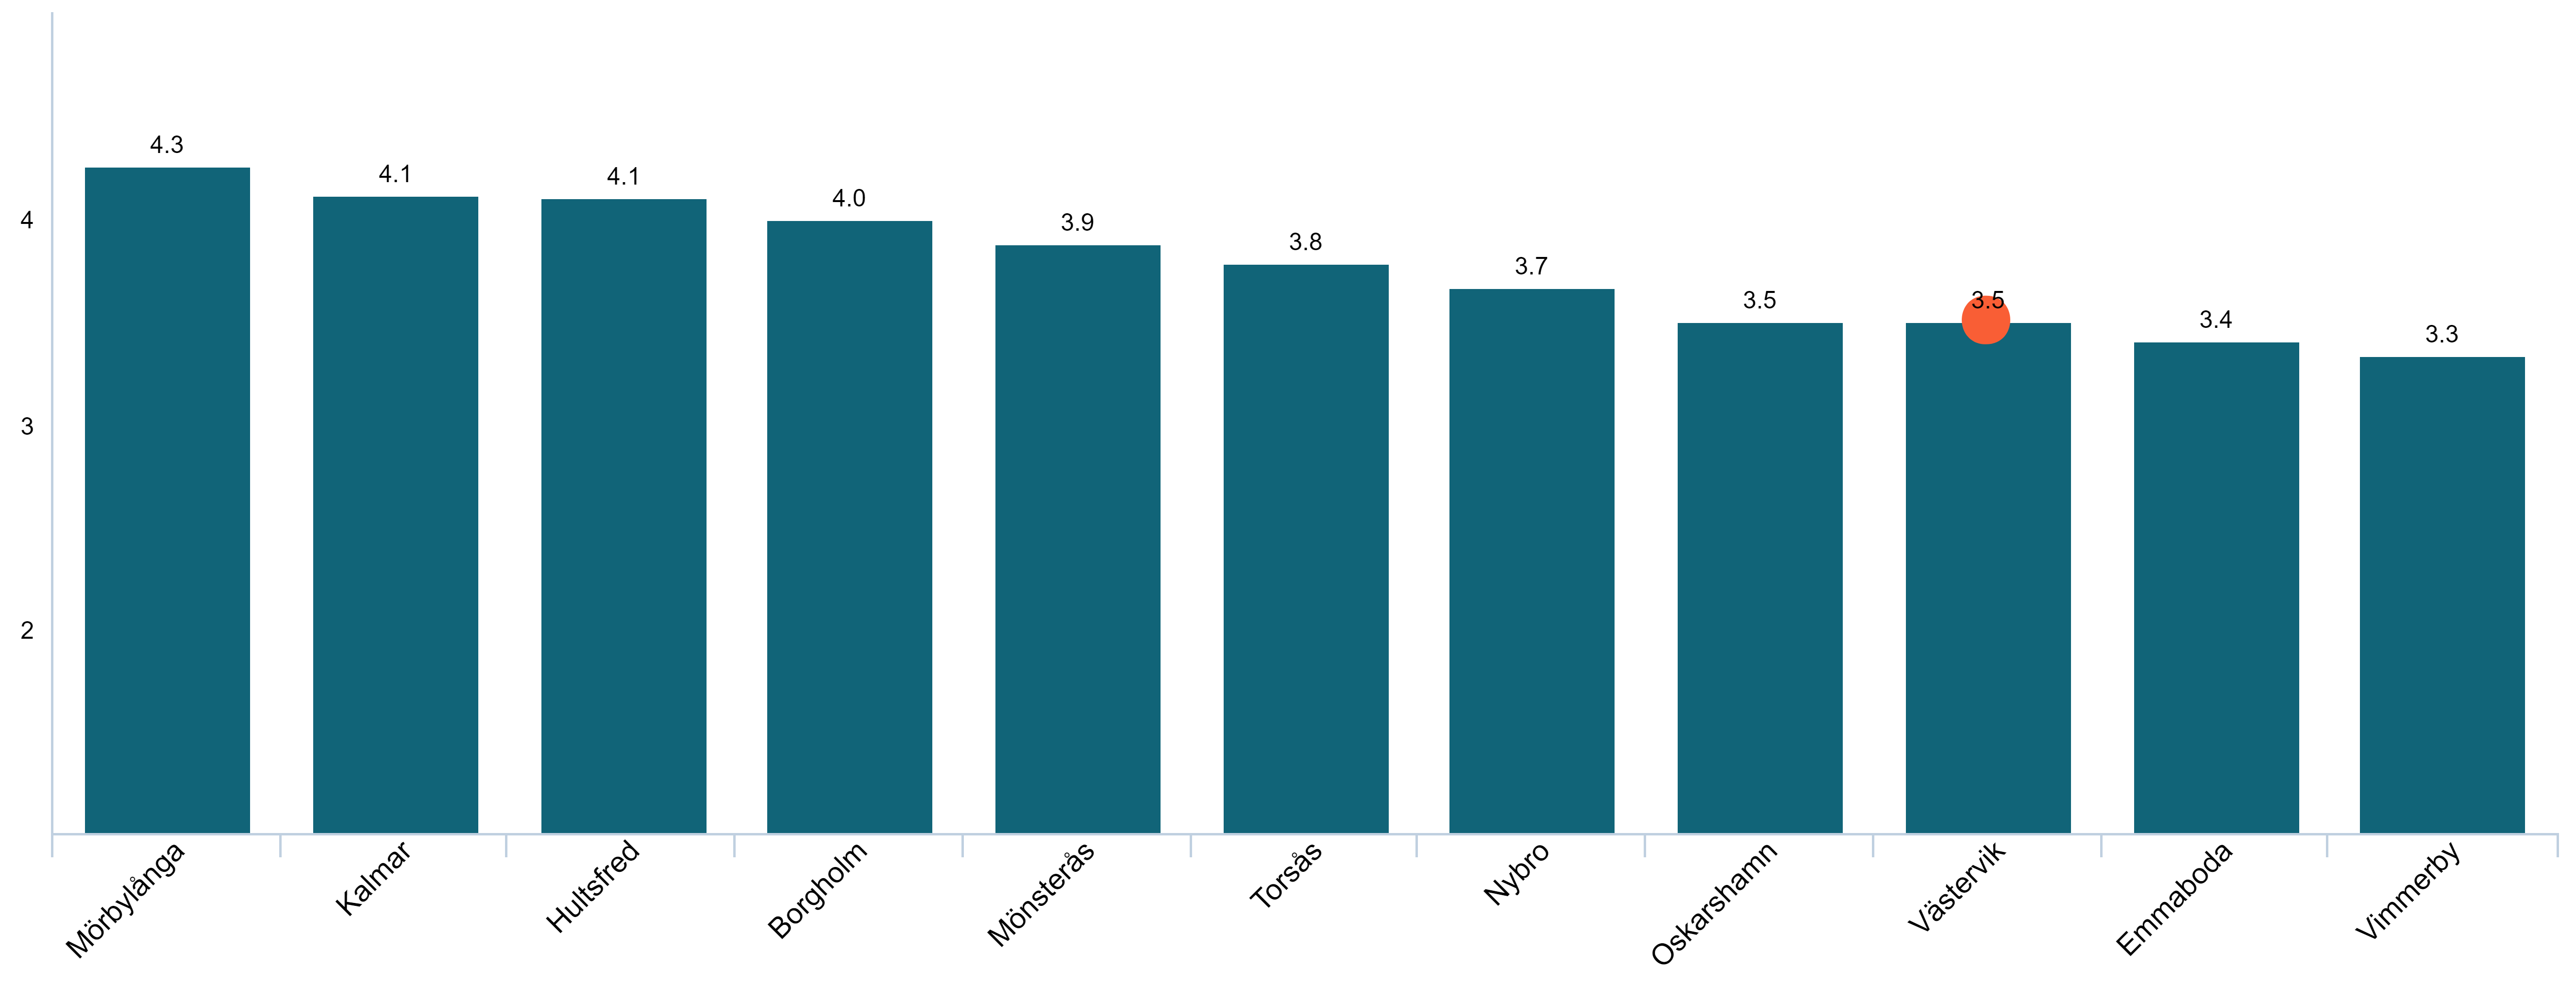 4.3
4.1
4.1
4.0
3.9
3.8
3.7
3.5
3.5
3.4
3.3
4
3
2
Mörbylånga
Kalmar
Hultsfred
Borgholm
Mönsterås
Torsås
Nybro
Oskarshamn
Västervik
Emmaboda
Vimmerby